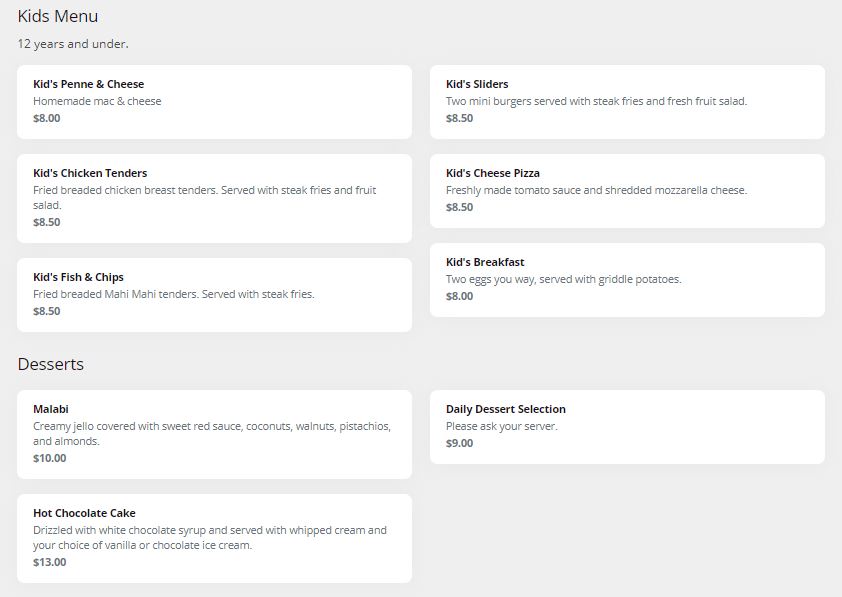 Kids Menu
12 years and under.
Kid's Penne & Cheese
Homemade mac & cheese
$8.00
Kid's Chicken Tenders
Fried breaded chicken breast tenders. Served with steak fries and fruit
salad.
$8.50
Kid's Fish & Chips
Fried breaded Mahi Mahi tenders. Served with steak fries.
$8.50
Kid's Sliders
Two mini burgers served with steak fries and fresh fruit salad.
$8.50
Kid's Cheese Pizza
Freshly made tomato sauce and shredded mozzarella cheese.
$8.50
Kid's Breakfast
Two eggs you way, served with griddle potatoes.
$8.00
Desserts
Malabi
Creamy jello covered with sweet red sauce, coconuts, walnuts, pistachios,
and almonds.
$10.00
Hot Chocolate Cake
Drizzled with white chocolate syrup and served with whipped cream and
your choice of vanilla or chocolate ice cream.
$13.00
Daily Dessert Selection
Please ask your server.
$9.00